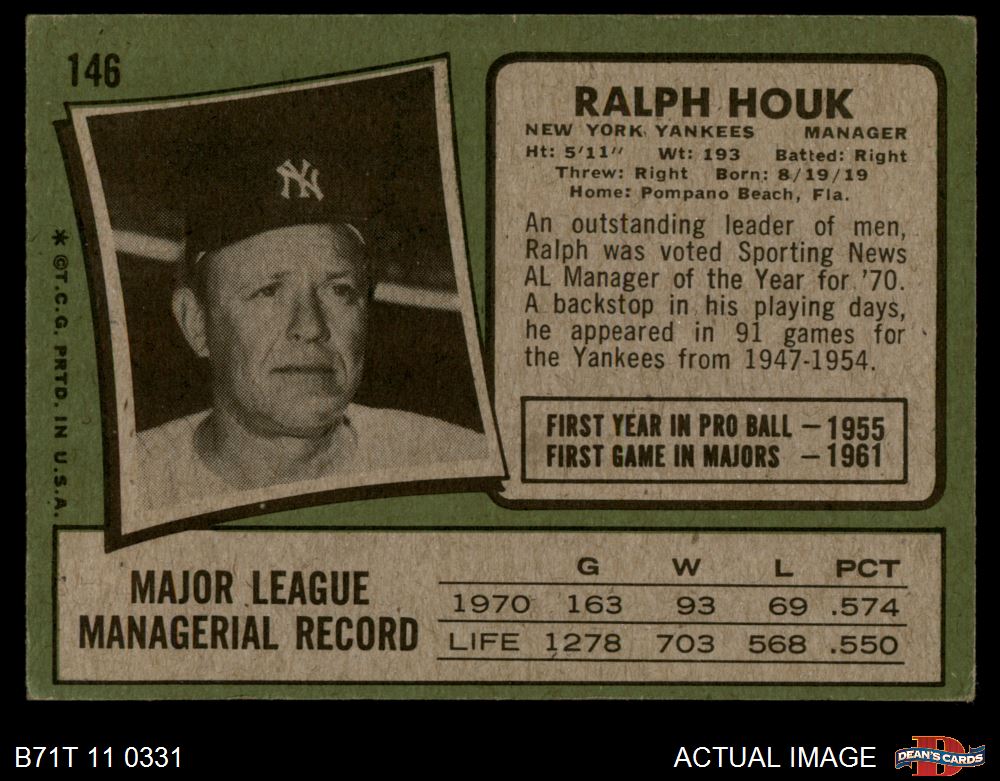 146
NY
* ©T.C.G. PRTD. IN U.S.A.
RALPH HOUK
NEW YORK YANKEES MANAGER
Ht: 5'11" Wt: 193 Batted: Right
Threw: Right Born: 8/19/19
Home: Pompano Beach, Fla.
An outstanding leader of men,
Ralph was voted Sporting News
AL Manager of the Year for '70.
A backstop in his playing days,
he appeared in 91 games for
the Yankees from 1947-1954.
FIRST YEAR IN PRO BALL — 1955
FIRST GAME IN MAJORS — 1961
MAJOR LEAGUE
MANAGERIAL RECORD
G W L PCT
1970 163 93 69 .574
LIFE 1278 703 568 .550
B71T 11 0331
ACTUAL IMAGE
D
DEAN'S CARDS